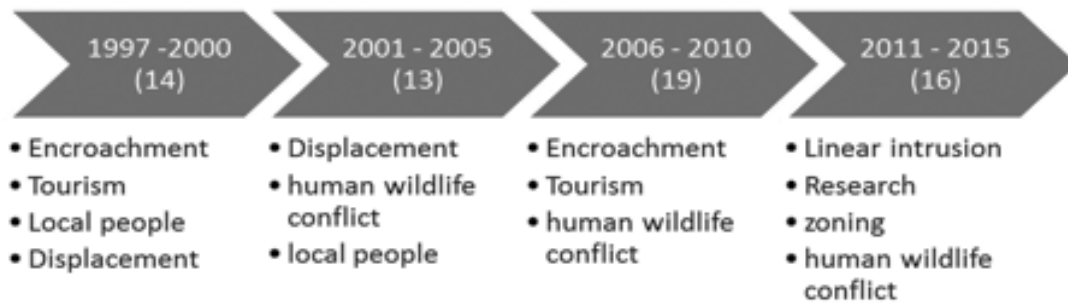 1997 -2000
(14)
• Encroachment
• Tourism
• Local people
• Displacement
2001 - 2005
(13)
• Displacement
• human wildlife
conflict
• local people
2006 - 2010
(19)
• Encroachment
• Tourism
• human wildlife
conflict
2011 - 2015
(16)
• Linear intrusion
• Research
• zoning
• human wildlife
conflict